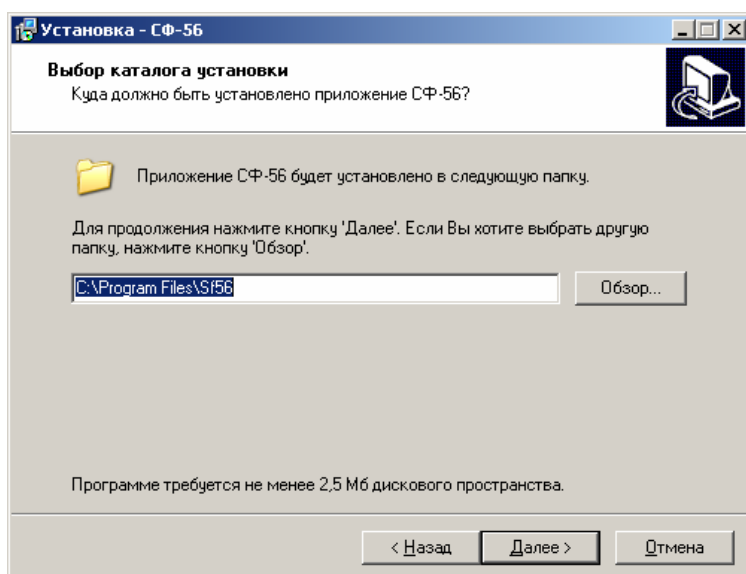 Установка - СФ-56
Выбор каталога установки
Куда должно быть установлено приложение СФ-56?
Приложение СФ-56 будет установлено в следующую папку.
Для продолжения нажмите кнопку 'Далее'. Если Вы хотите выбрать другую
папку, нажмите кнопку 'Обзор'.
C:\Program Files\Sf56
Обзор...
Программе требуется не менее 2,5 Мб дискового пространства.
< Назад
Далее >
Отмена